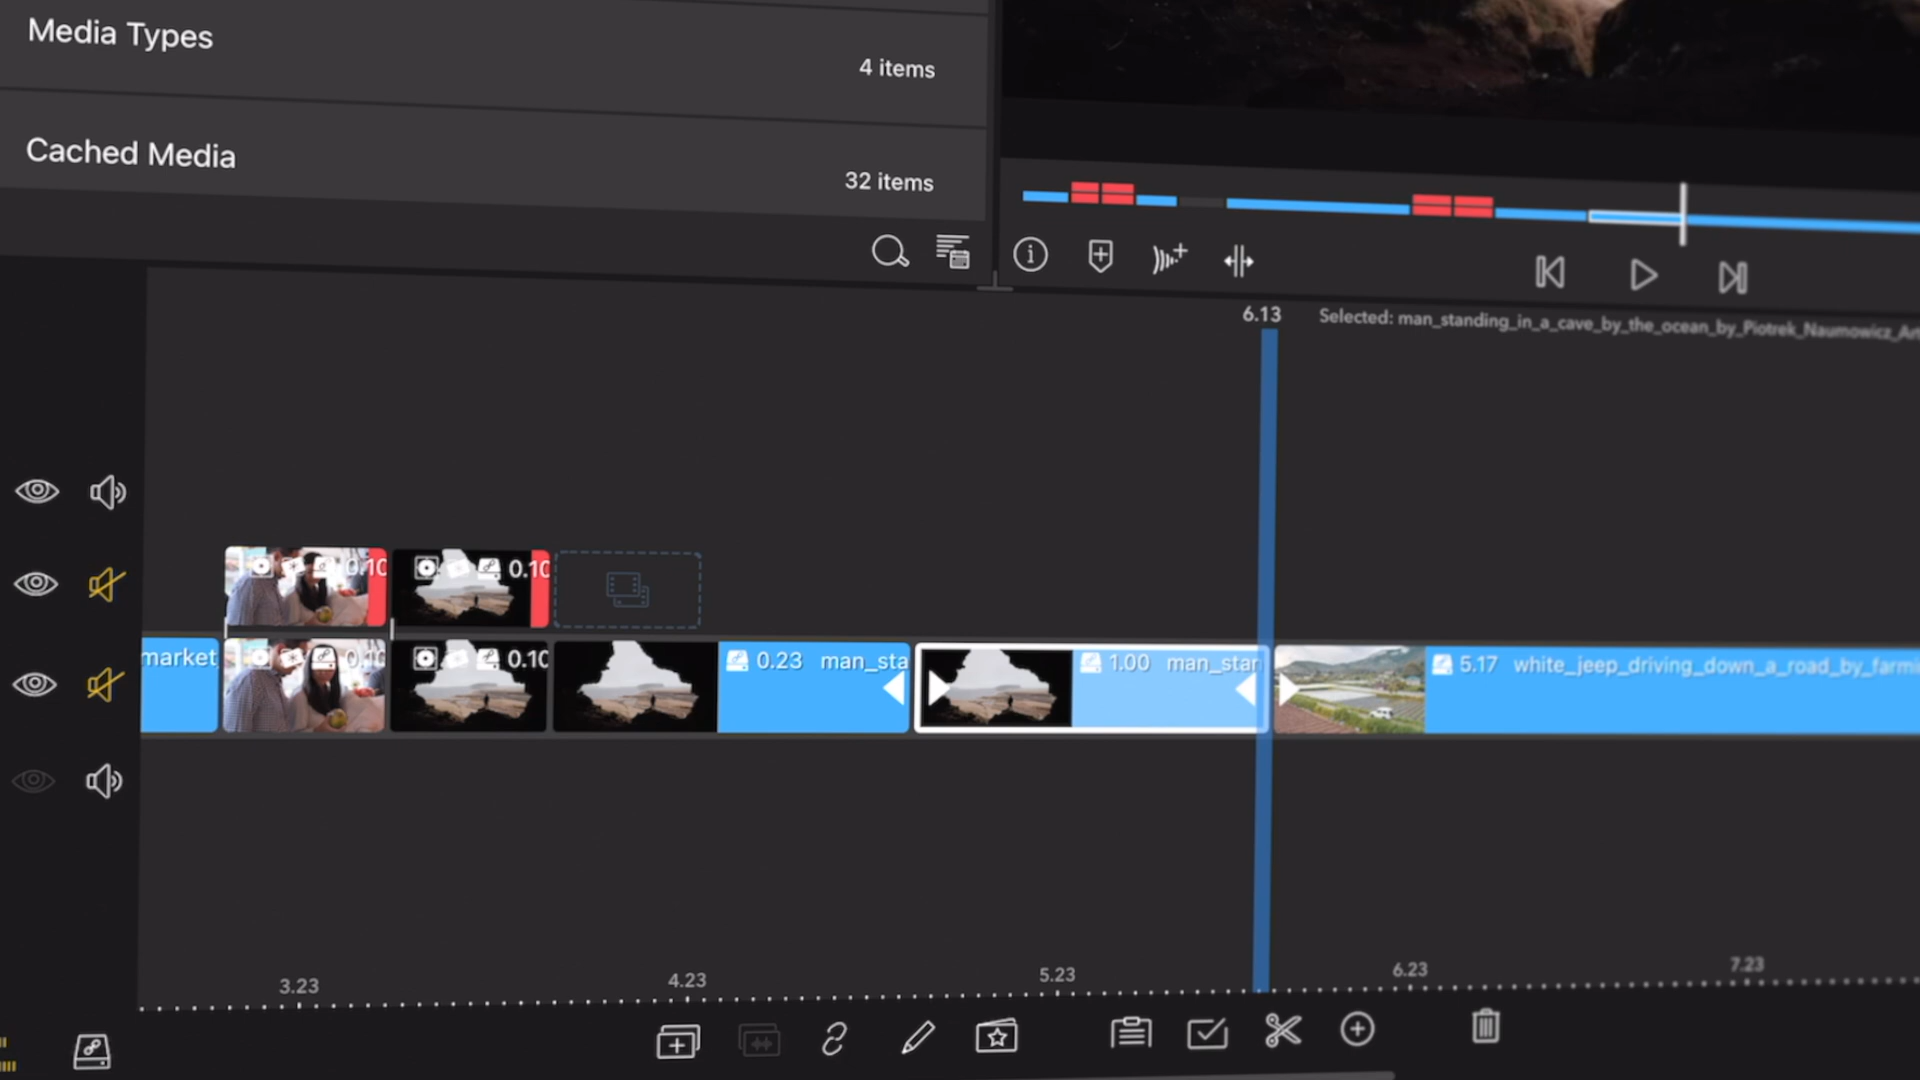 Media Types
4 items
Cached Media
32 items
6.13
Selected: man_standing_in_a_cave_by_the_ocean_by_Piotrek_Naumowicz_Ar
0.10
0.10
market
0.10
0.10
0.23 man_sta
1.00 man_stan
5.17 white_jeep_driving_down_a_road_by_farmi
3.23
4.23
5.23
6.23
7.23